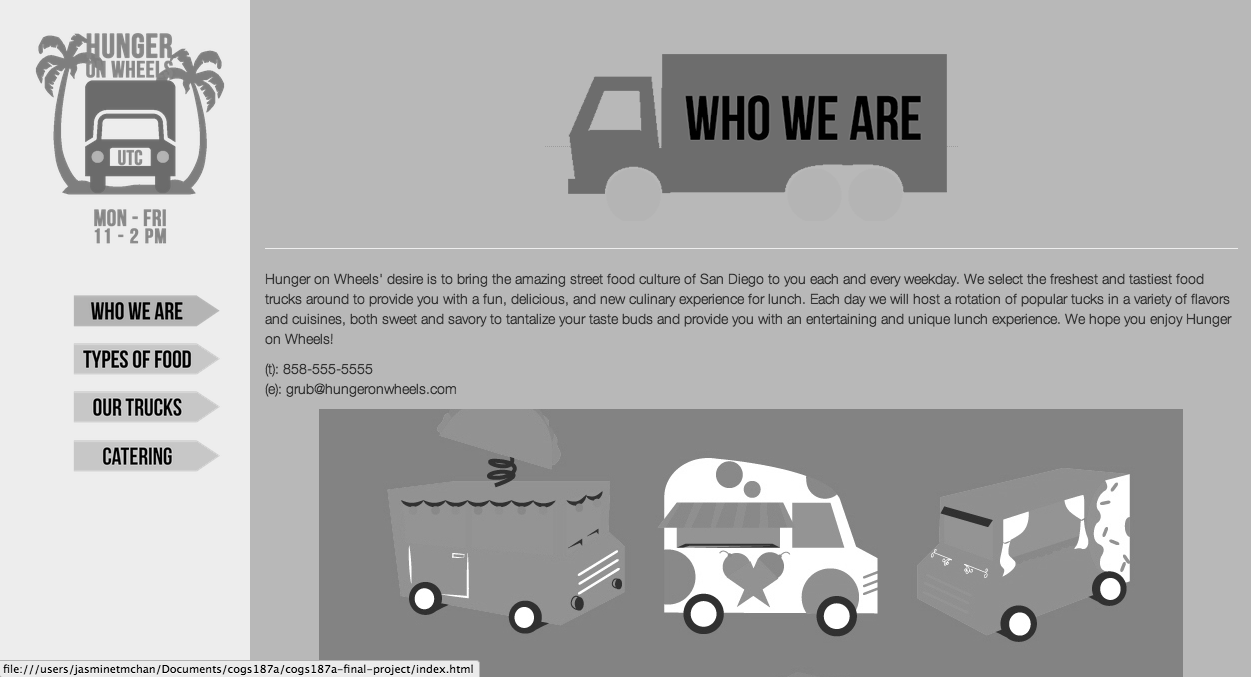 HUNGER
ON WHEELS
UTC
MON - FRI
11 - 2 PM
WHO WE ARE
TYPES OF FOOD
OUR TRUCKS
CATERING
WHO WE ARE
Hunger on Wheels' desire is to bring the amazing street food culture of San Diego to you each and every weekday. We select the freshest and tastiest food
trucks around to provide you with a fun, delicious, and new culinary experience for lunch. Each day we will host a rotation of popular tucks in a variety of flavors
and cuisines, both sweet and savory to tantalize your taste buds and provide you with an entertaining and unique lunch experience. We hope you enjoy Hunger
on Wheels!
(t): 858-555-5555
(e): grub@hungeronwheels.com
file:///users/jasminetmchan/Documents/cogs187a/cogs187a-final-project/index.html